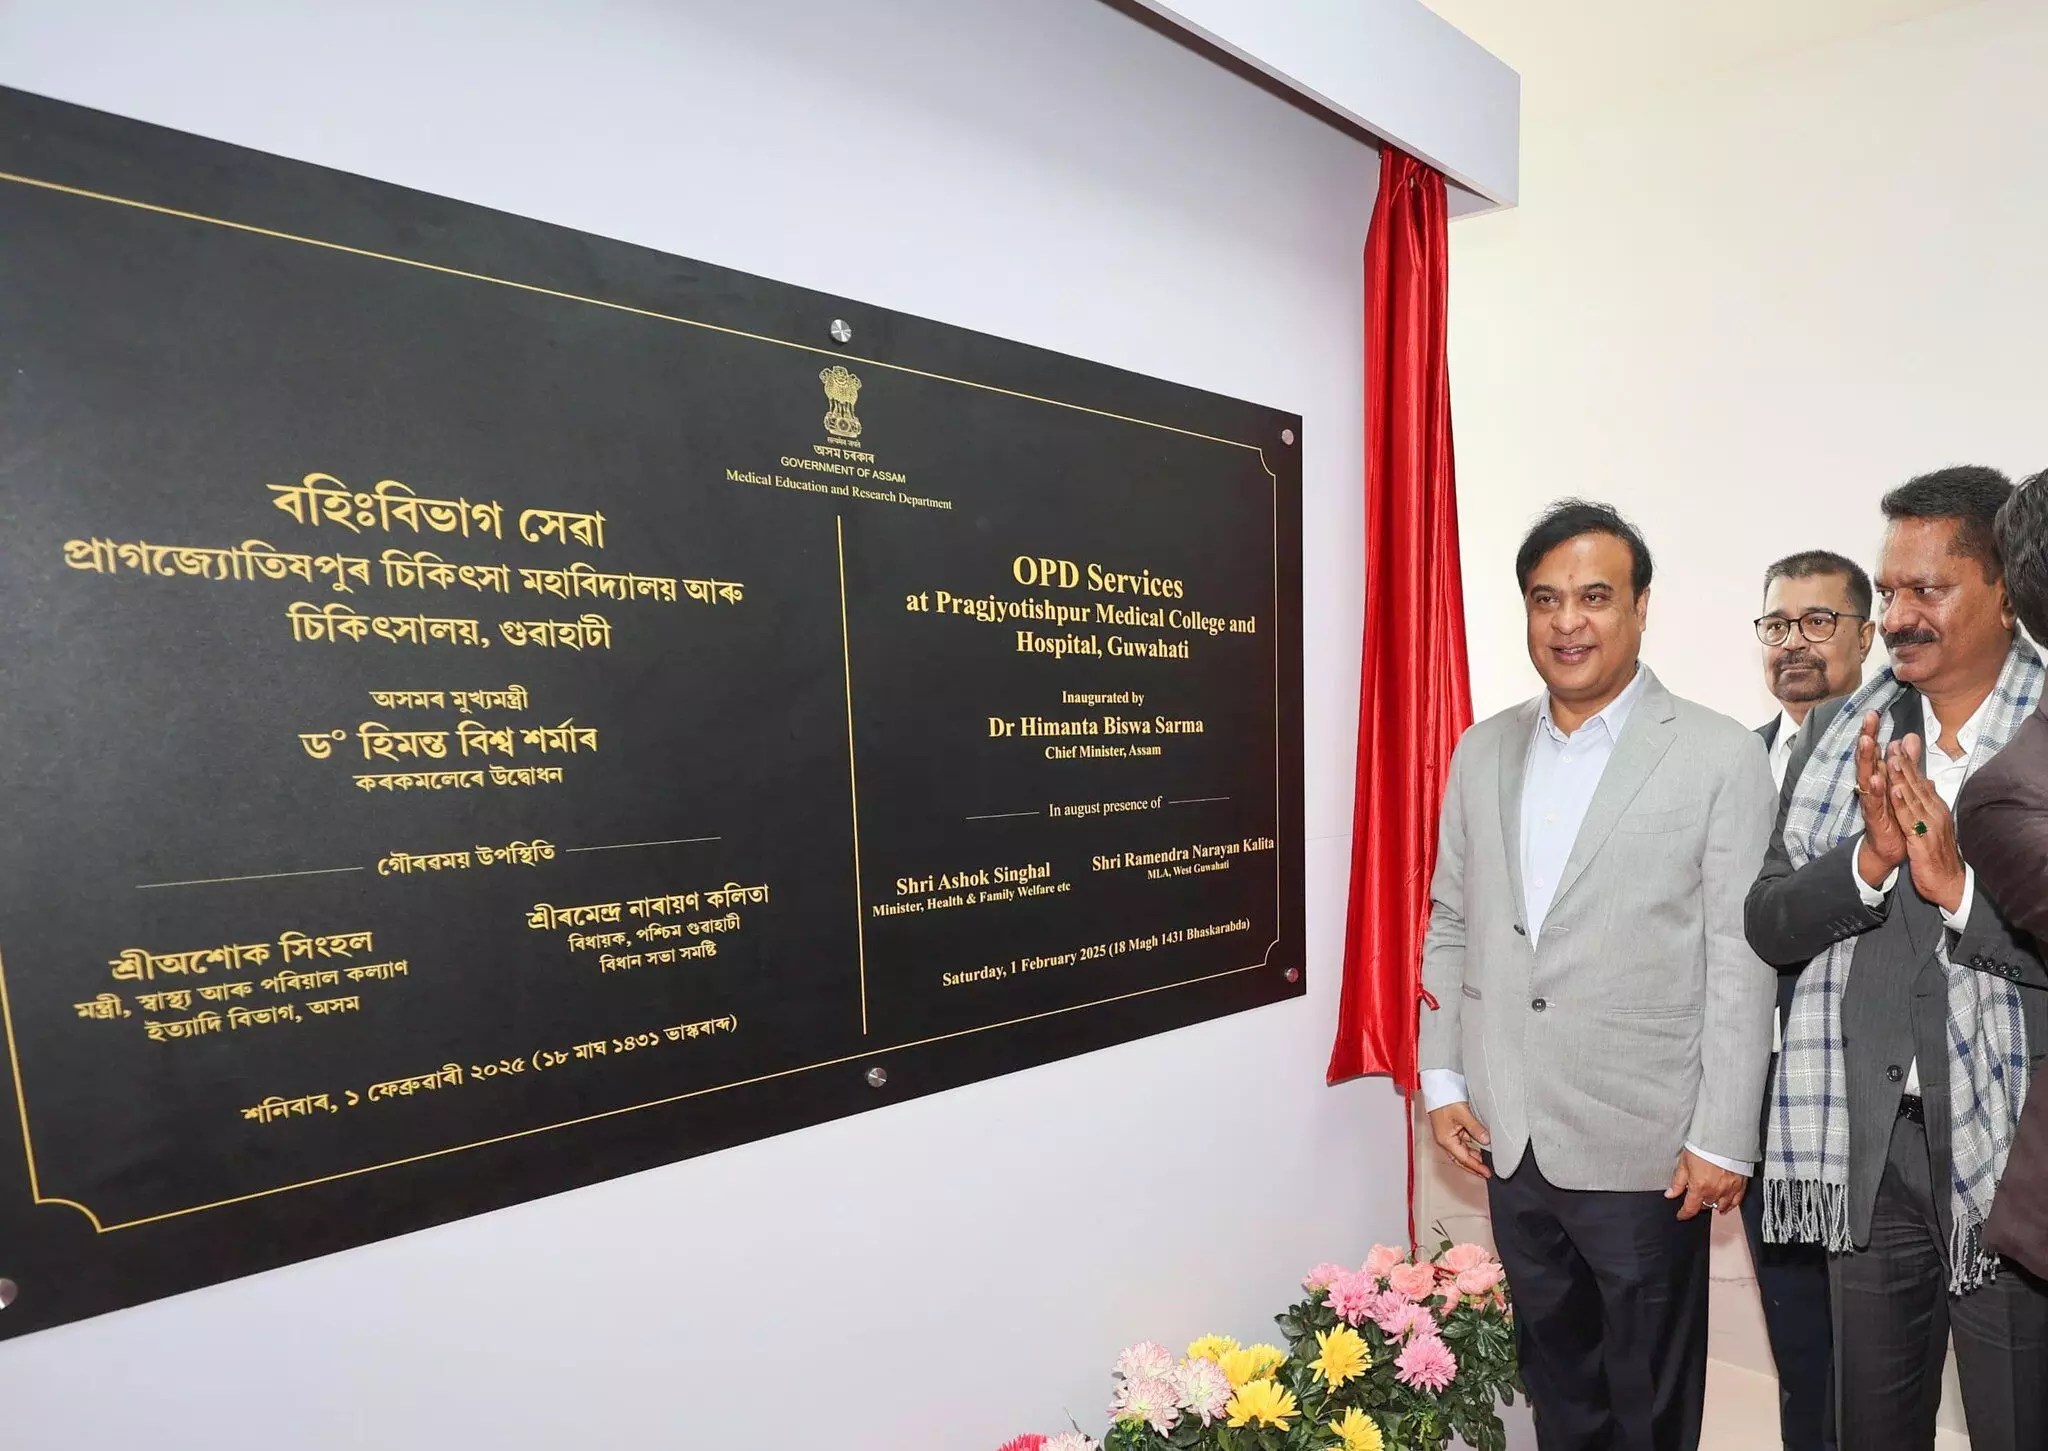 सत्यमेव जयते
অসম চৰকাৰ
GOVERNMENT OF ASSAM
Medical Education and Research Department
বহিঃবিভাগ সেৱা
প্ৰাগজ্যোতিষপুৰ চিকিৎসা মহাবিদ্যালয় আৰু
চিকিৎসালয়, গুৱাহাটী
অসমৰ মুখ্যমন্ত্ৰী
ড° হিমন্ত বিশ্ব শৰ্মাৰ
কৰকমলেৰে উদ্বোধন
গৌৰৱময় উপস্থিতি
শ্ৰীঅশোক সিংহল
মন্ত্ৰী, স্বাস্থ্য আৰু পৰিয়াল কল্যাণ
ইত্যাদি বিভাগ, অসম
শ্ৰীৰমেন্দ্ৰ নাৰায়ণ কলিতা
বিধায়ক, পশ্চিম গুৱাহাটী
বিধান সভা সমষ্টি
শনিবাৰ, ১ ফেব্ৰুৱাৰী ২০২৫ (১৮ মাঘ ১৪৩১ ভাস্কৰাব্দ)
OPD Services
at Pragjyotishpur Medical College and
Hospital, Guwahati
Inaugurated by
Dr Himanta Biswa Sarma
Chief Minister, Assam
In august presence of
Shri Ashok Singhal
Minister, Health & Family Welfare etc
Shri Ramendra Narayan Kalita
MLA, West Guwahati
Saturday, 1 February 2025 (18 Magh 1431 Bhaskarabda)